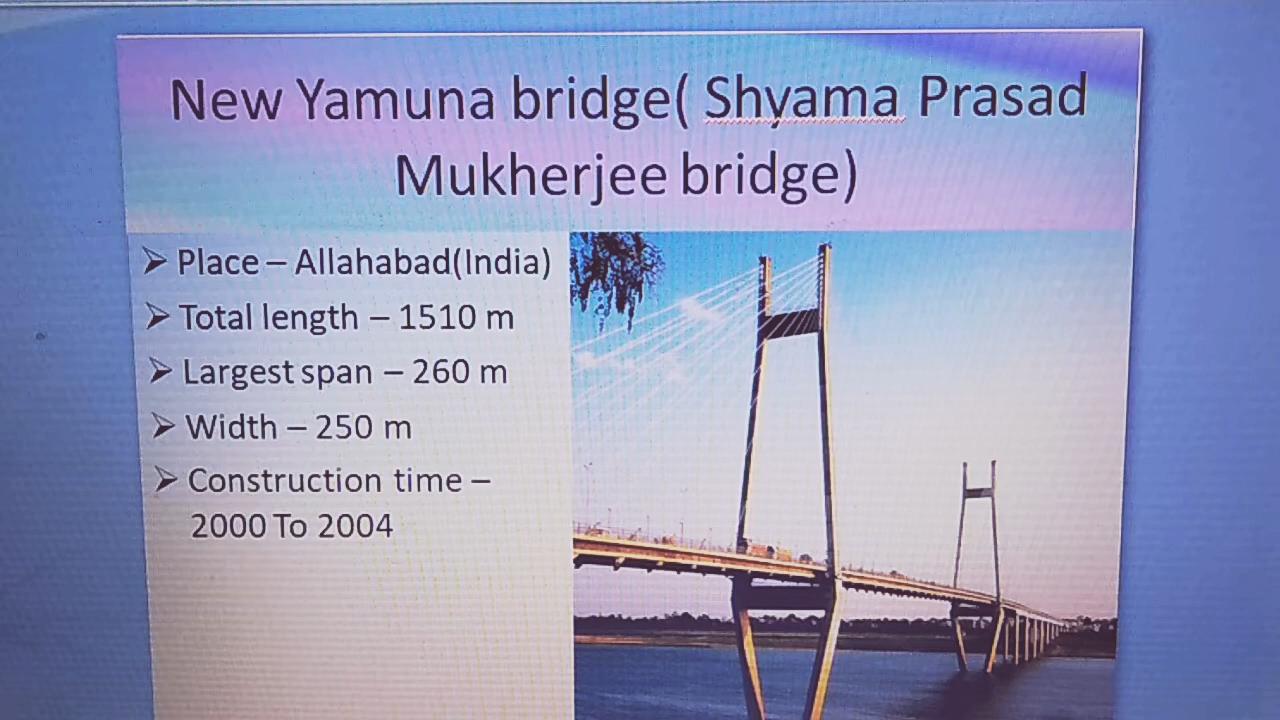 New Yamuna bridge( Shyama Prasad
Mukherjee bridge)
➢ Place – Allahabad(India)
➢ Total length – 1510 m
➢ Largest span – 260 m
➢ Width – 250 m
➢ Construction time –
2000 To 2004